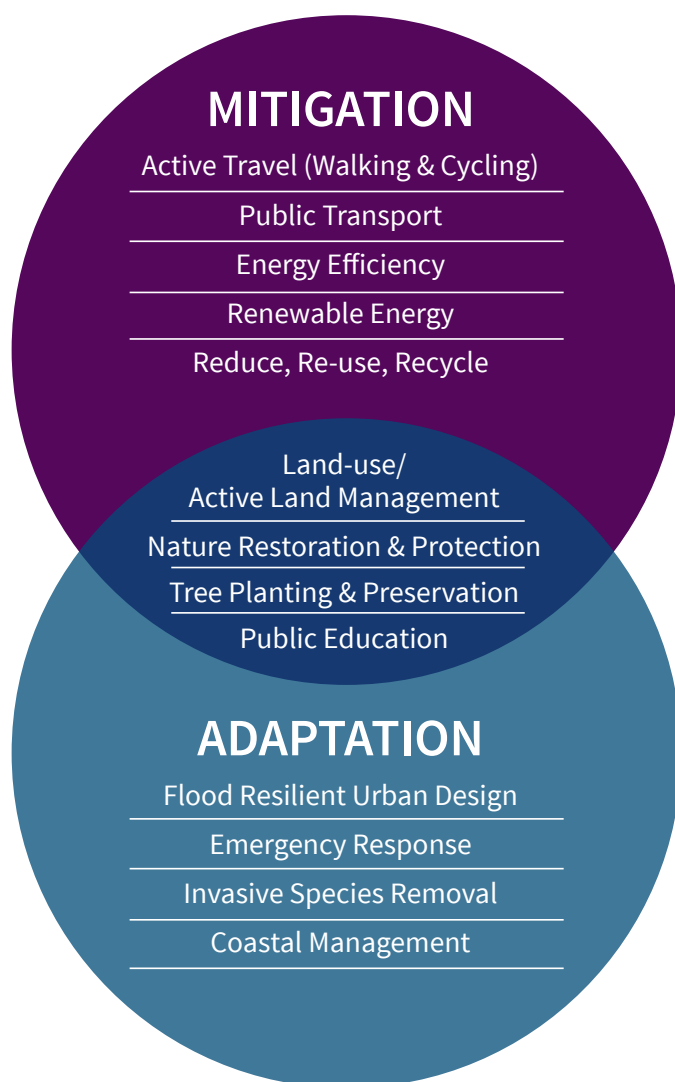 MITIGATION
Active Travel (Walking & Cycling)
Public Transport
Energy Efficiency
Renewable Energy
Reduce, Re-use, Recycle
Land-use/
Active Land Management
Nature Restoration & Protection
Tree Planting & Preservation
Public Education
ADAPTATION
Flood Resilient Urban Design
Emergency Response
Invasive Species Removal
Coastal Management